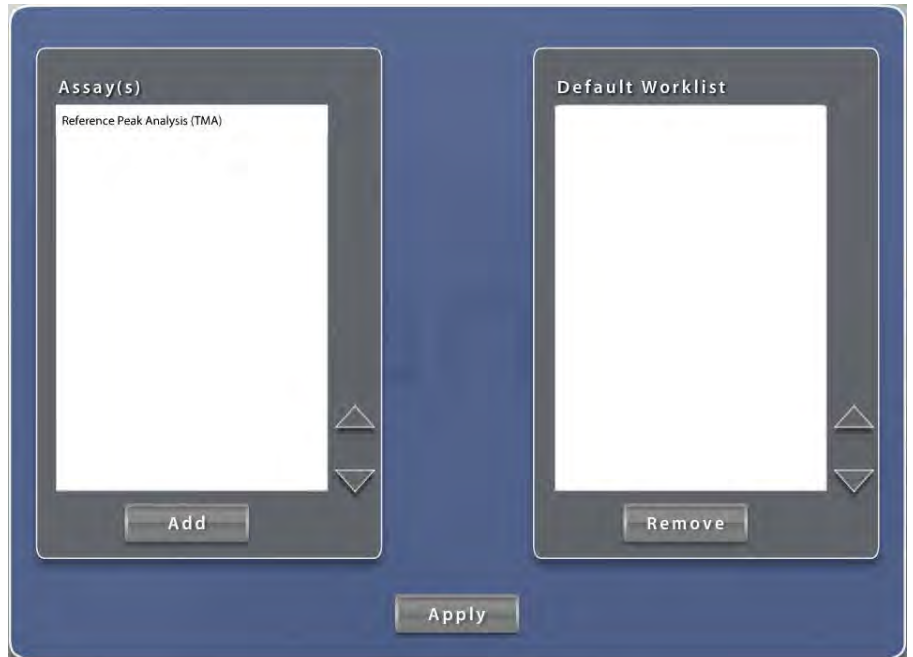 Assay(s)
Reference Peak Analysis (TMA)
Add
Default Worklist
Remove
Apply